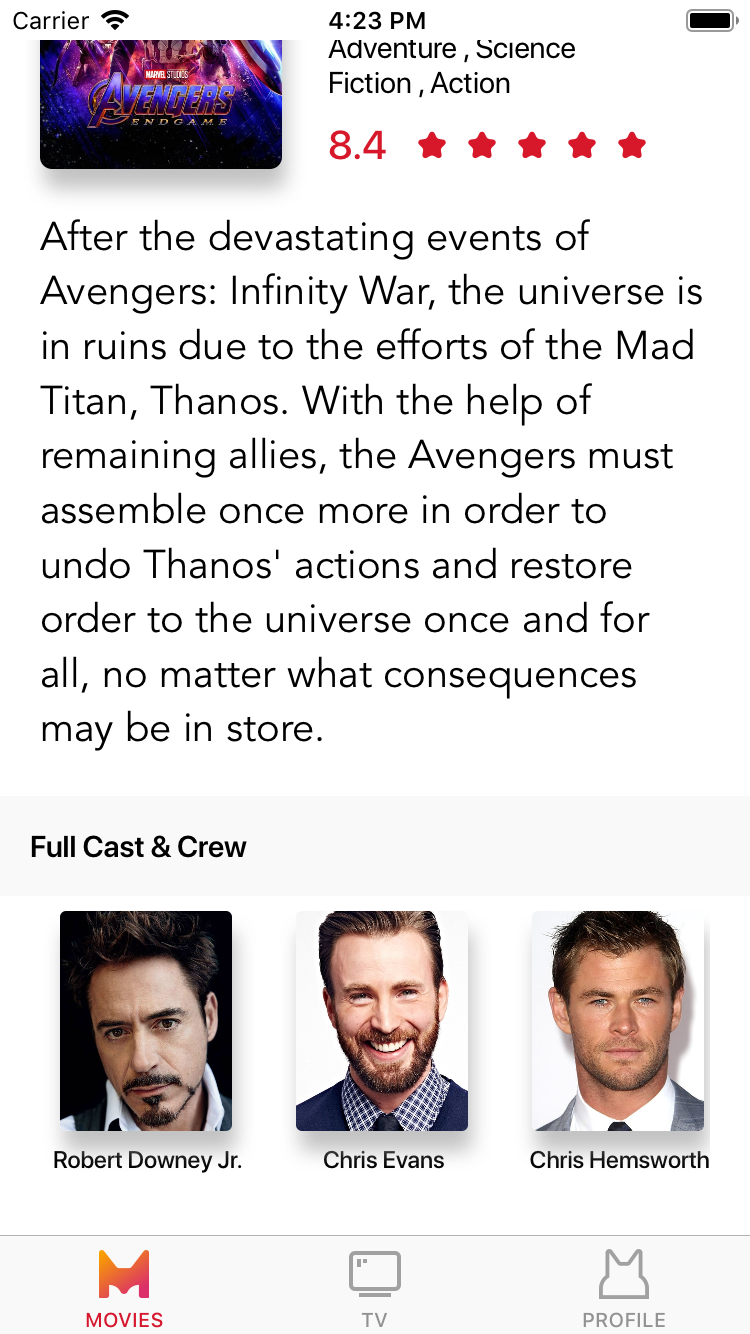 Carrier 4:23 PM
Adventure , Science
Fiction , Action
MARVEL STUDIOS
AVENGERS
ENDGAME
8.4
After the devastating events of
Avengers: Infinity War, the universe is
in ruins due to the efforts of the Mad
Titan, Thanos. With the help of
remaining allies, the Avengers must
assemble once more in order to
undo Thanos' actions and restore
order to the universe once and for
all, no matter what consequences
may be in store.
Full Cast & Crew
Robert Downey Jr. Chris Evans Chris Hemsworth
MOVIES TV PROFILE